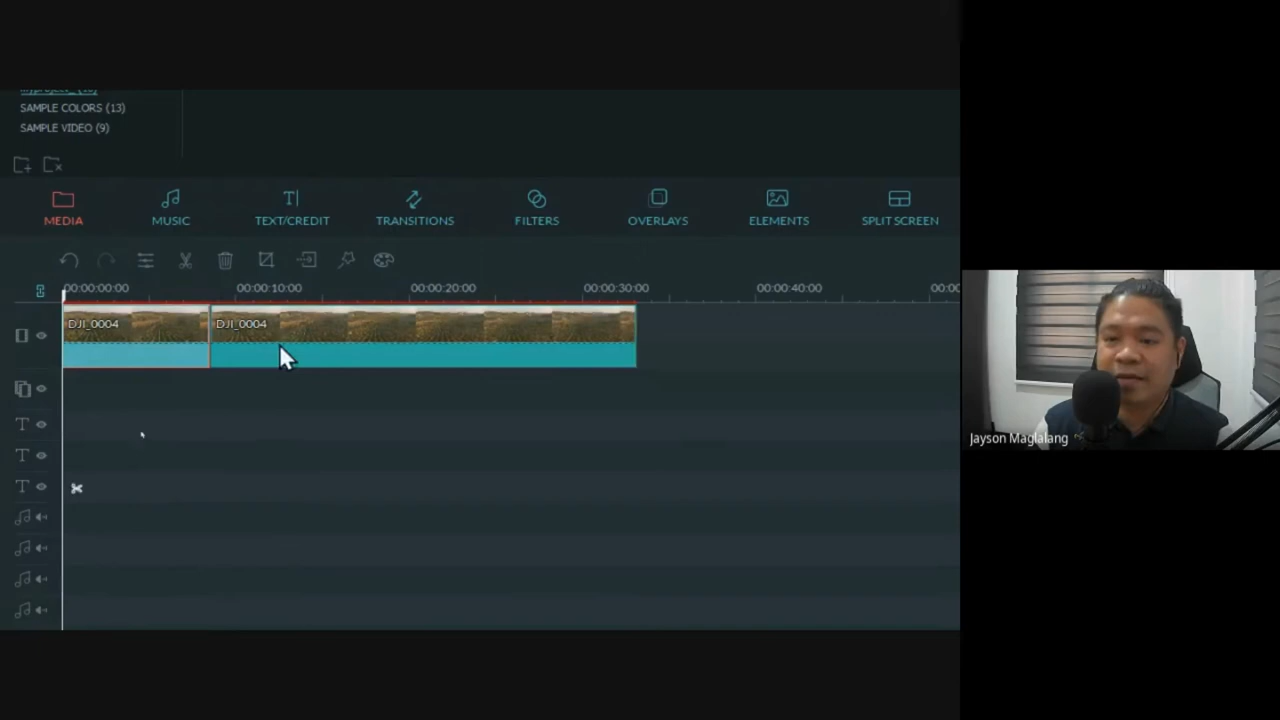 SAMPLE COLORS (13)
SAMPLE VIDEO (9)
MEDIA MUSIC TEXT/CREDIT TRANSITIONS FILTERS OVERLAYS ELEMENTS SPLIT SCREEN
00:00:00:00 00:00:10:00 00:00:20:00 00:00:30:00 00:00:40:00 00:00
DJI_0004 DJI_0004
Jayson Maglalang